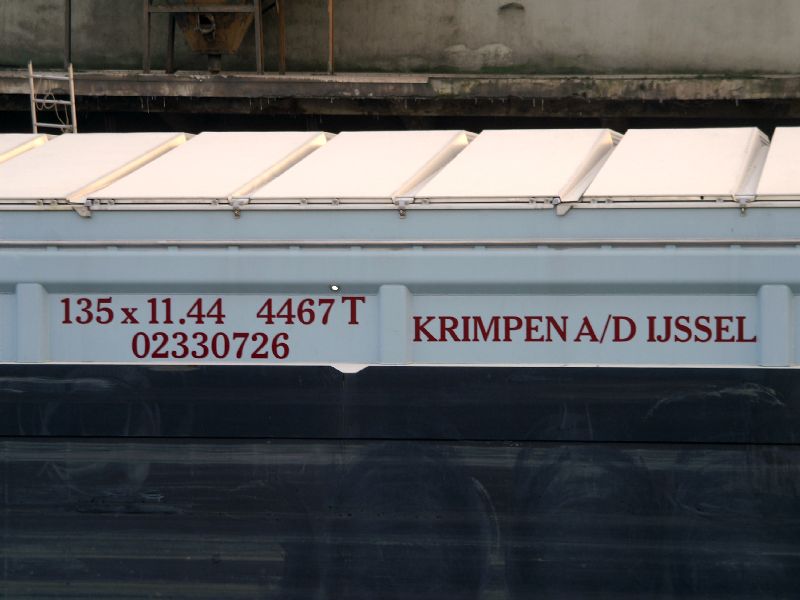 135 x 11.44 4467 T
02330726
KRIMPEN A/D IJSSEL